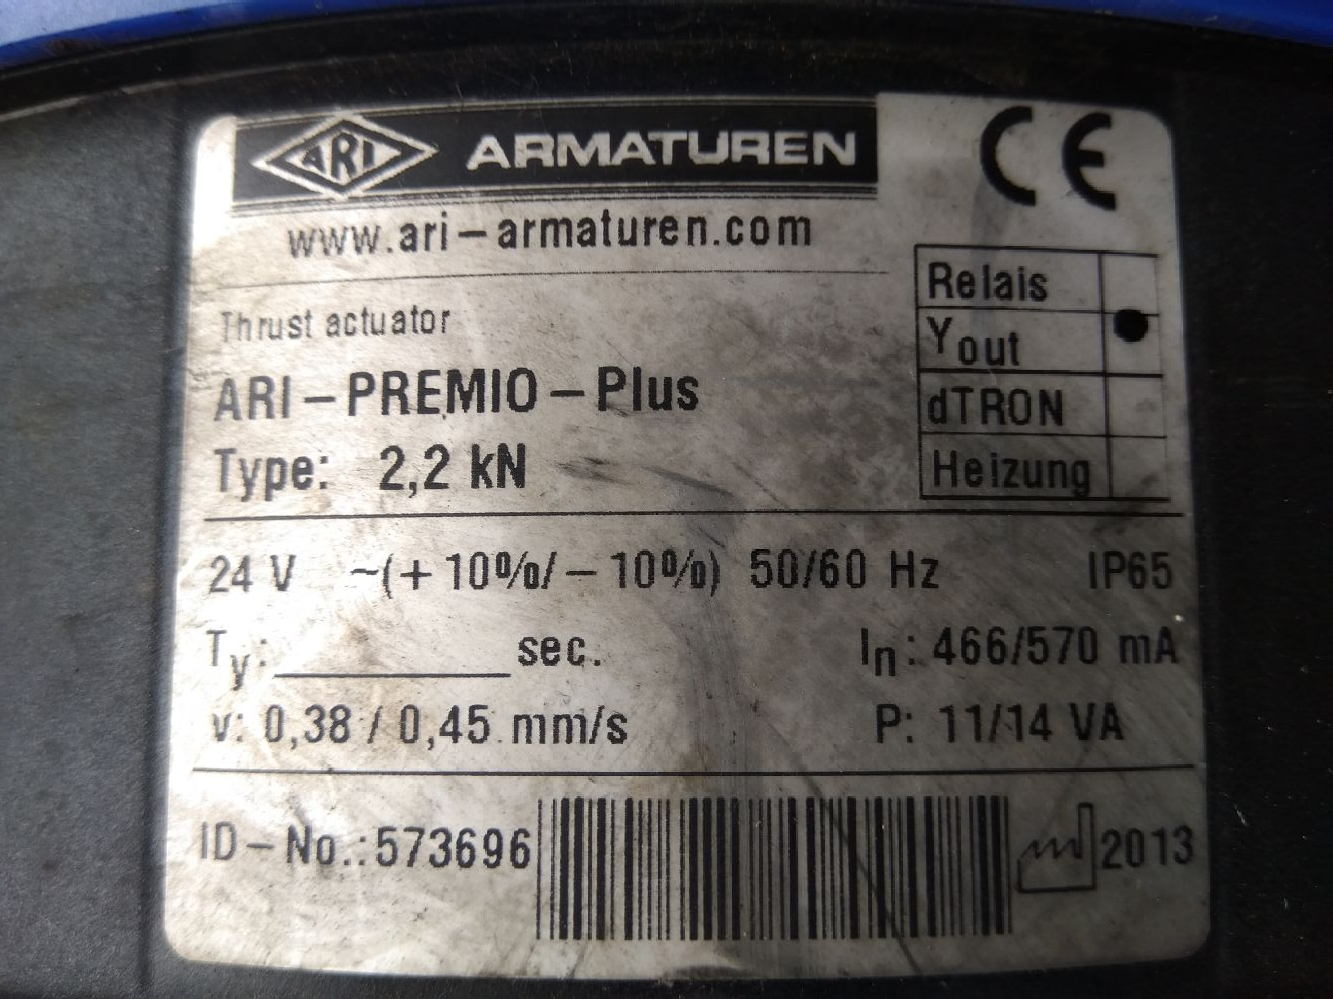 ARI ARMATUREN CE
www.ari-armaturen.com
Thrust actuator
ARI-PREMIO-Plus
Type: 2,2 kN
Relais
Yout
dTRON
Heizung
24 V ~(+10%/-10%) 50/60 Hz IP65
Ty: ________ sec. In: 466/570 mA
v: 0,38 / 0,45 mm/s P: 11/14 VA
ID-No.:573696 2013